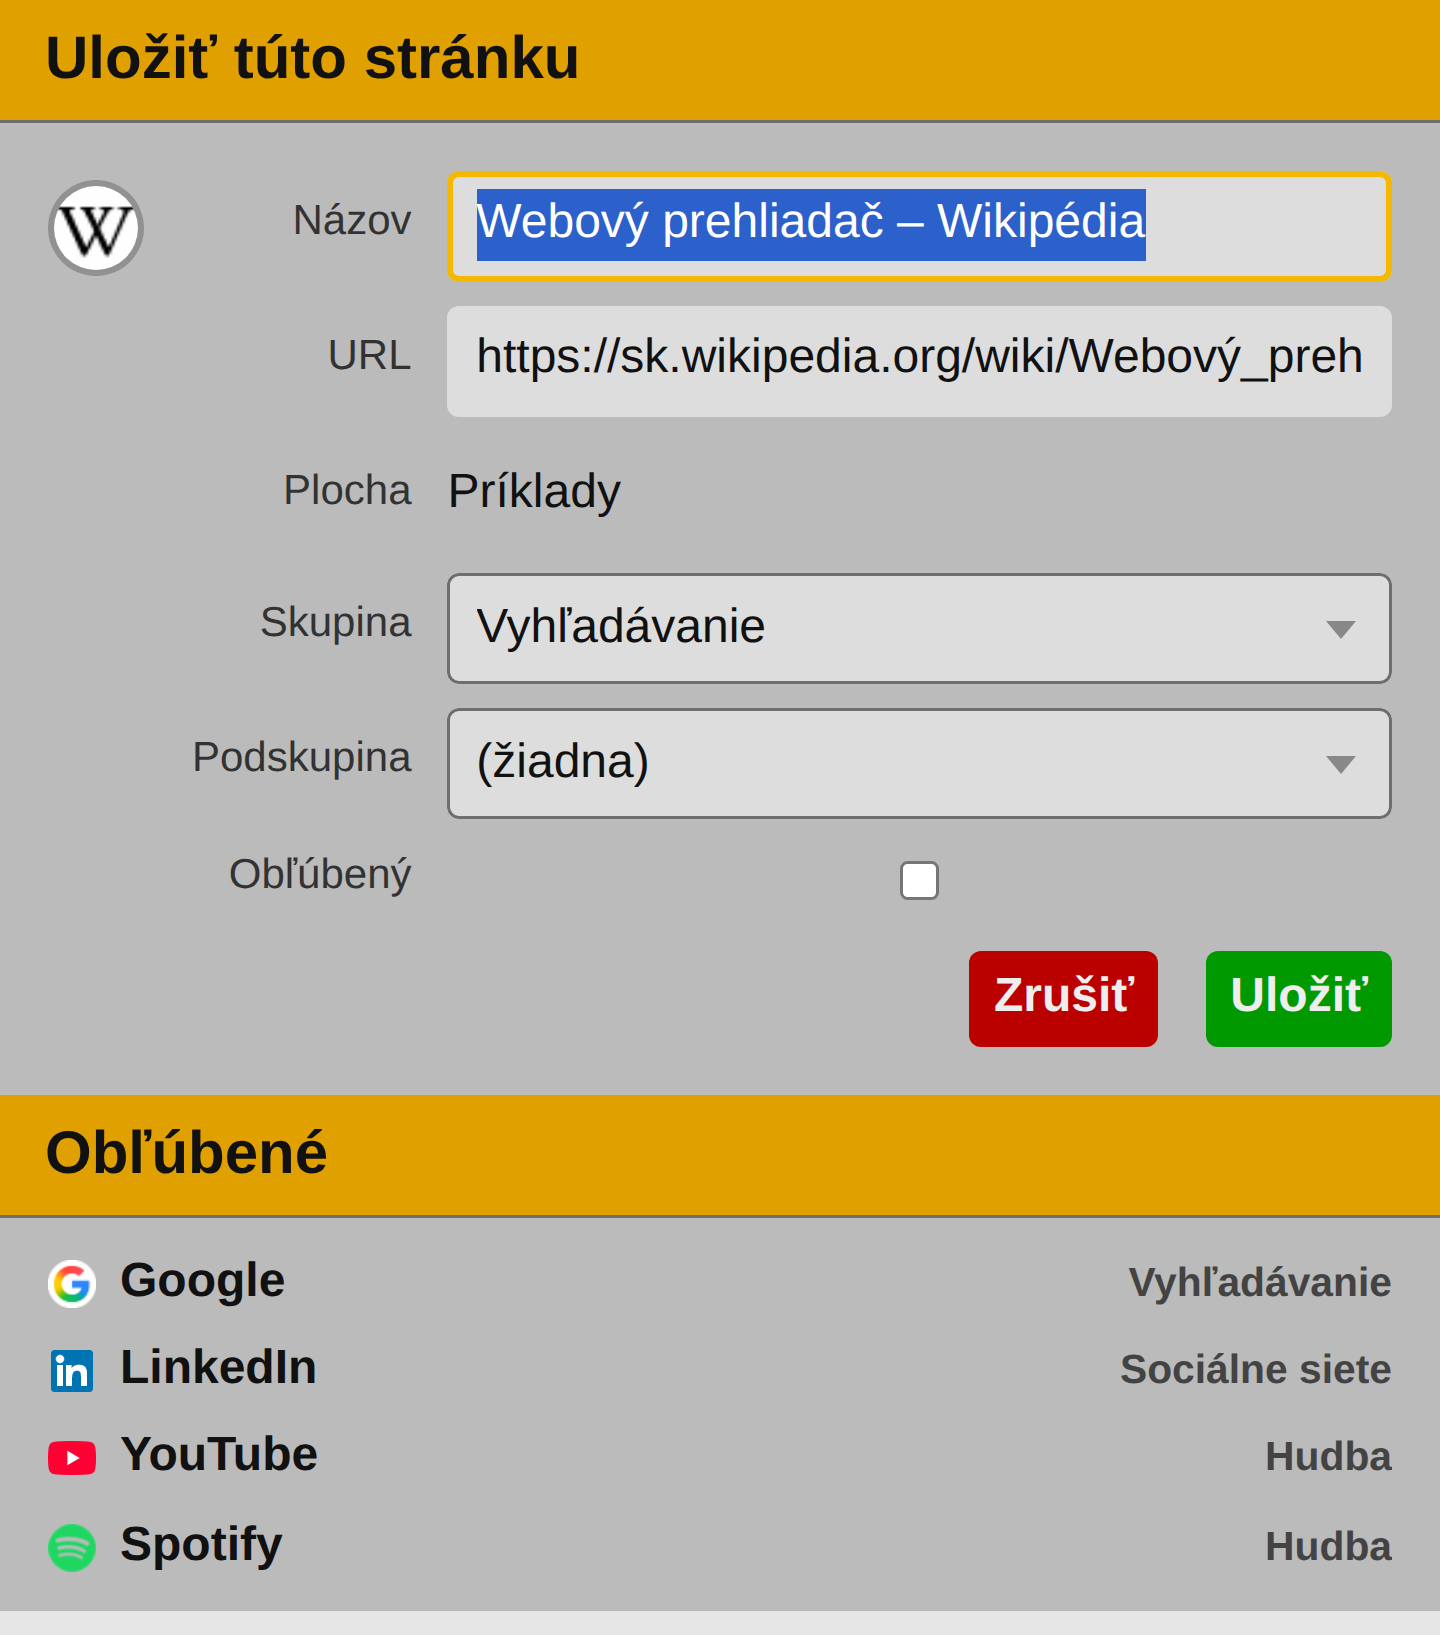 Uložiť túto stránku
W
Názov Webový prehliadač – Wikipédia
URL https://sk.wikipedia.org/wiki/Webový_preh
Plocha Príklady
Skupina Vyhľadávanie
Podskupina (žiadna)
Obľúbený
Zrušiť Uložiť
Obľúbené
Google Vyhľadávanie
in LinkedIn Sociálne siete
YouTube Hudba
Spotify Hudba